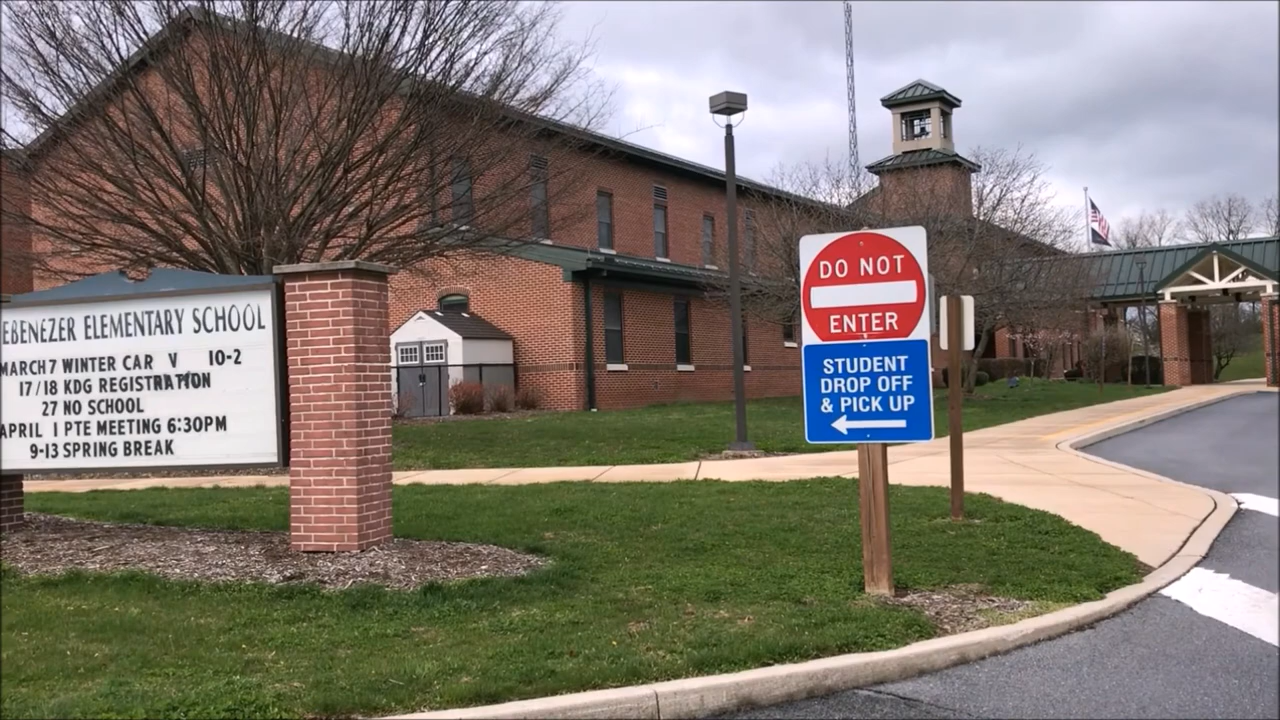 EBENEZER ELEMENTARY SCHOOL
MARCH 7 WINTER CAR V 10-2
17/18 KDG REGISTRATION
27 NO SCHOOL
APRIL 1 PTE MEETING 6:30PM
9-13 SPRING BREAK
DO NOT
ENTER
STUDENT
DROP OFF
& PICK UP